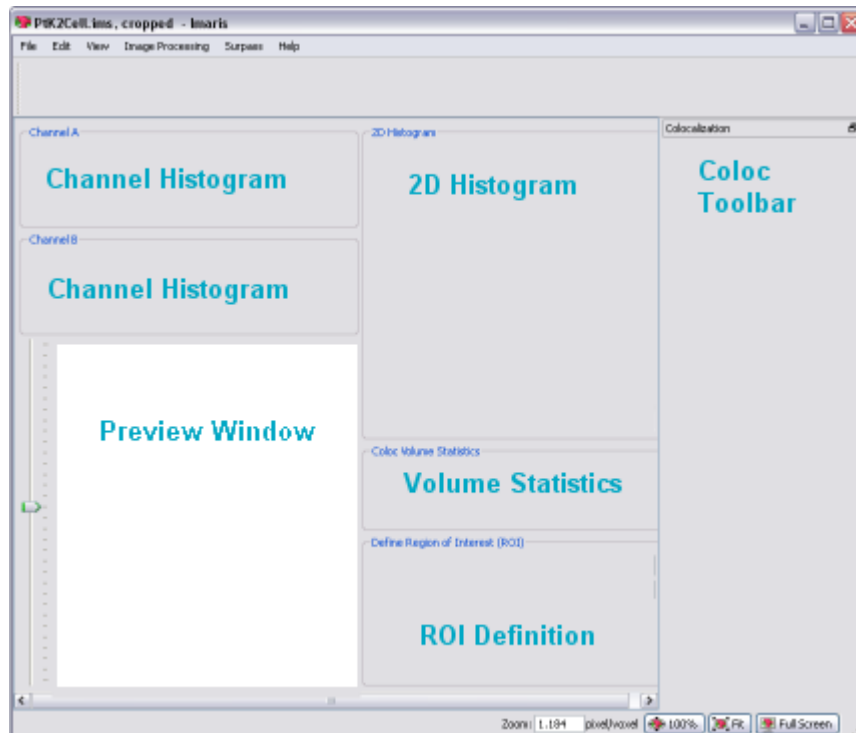 PtK2Cell.ims, cropped - Imaris
File Edit View Image Processing Surpass Help
Channel A
Channel Histogram
Channel B
Channel Histogram
Preview Window
2D Histogram
2D Histogram
Coloc Volume Statistics
Volume Statistics
Define Region of Interest (ROI)
ROI Definition
Colocalization
Coloc
Toolbar
Zoom: 1.184 pixel/voxel 100% Fit Full Screen